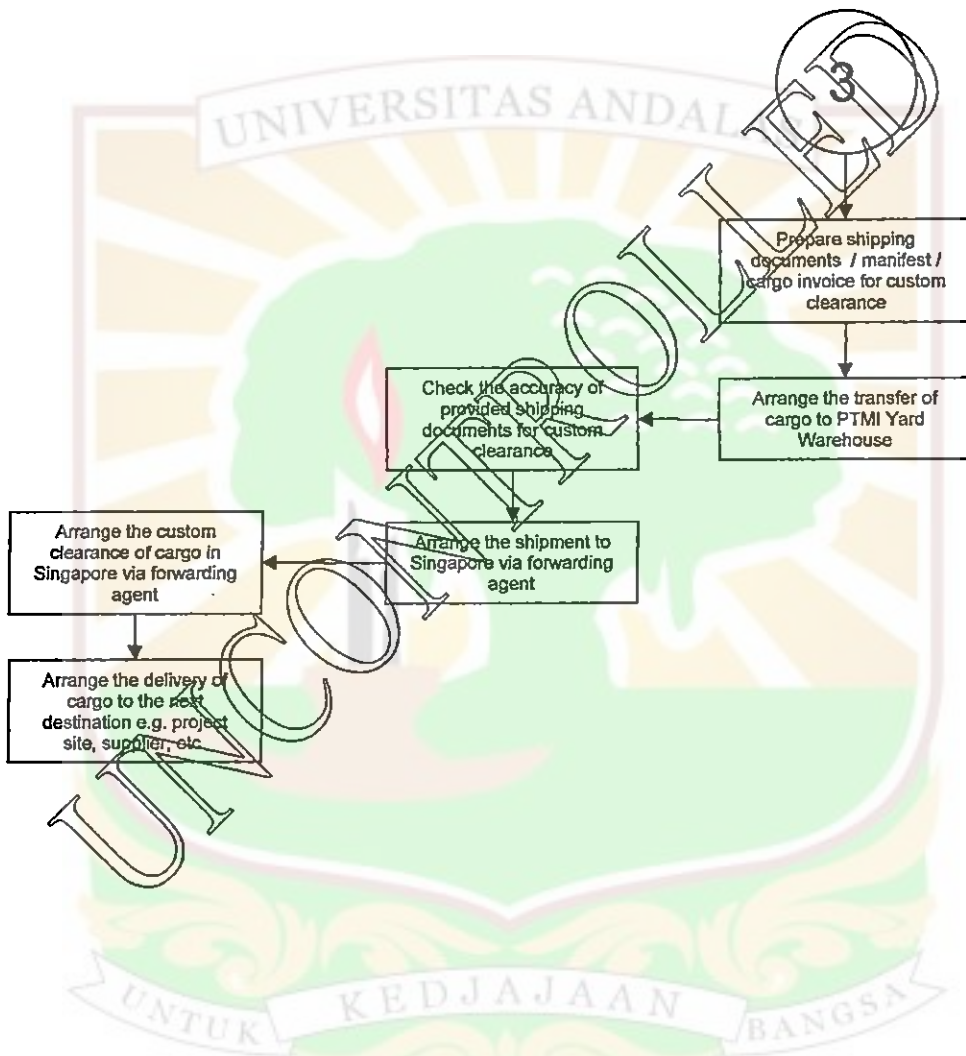 UNIVERSITAS ANDALAS
3
Prepare shipping
documents / manifest /
cargo invoice for custom
clearance
Arrange the transfer of
cargo to PTMI Yard
Warehouse
Check the accuracy of
provided shipping
documents for custom
clearance
Arrange the shipment to
Singapore via forwarding
agent
Arrange the custom
clearance of cargo in
Singapore via forwarding
agent
Arrange the delivery of
cargo to the next
destination e.g. project
site, supplier, etc
UNCONTROLLED
UNTUK KEDJAJAAN BANGSA